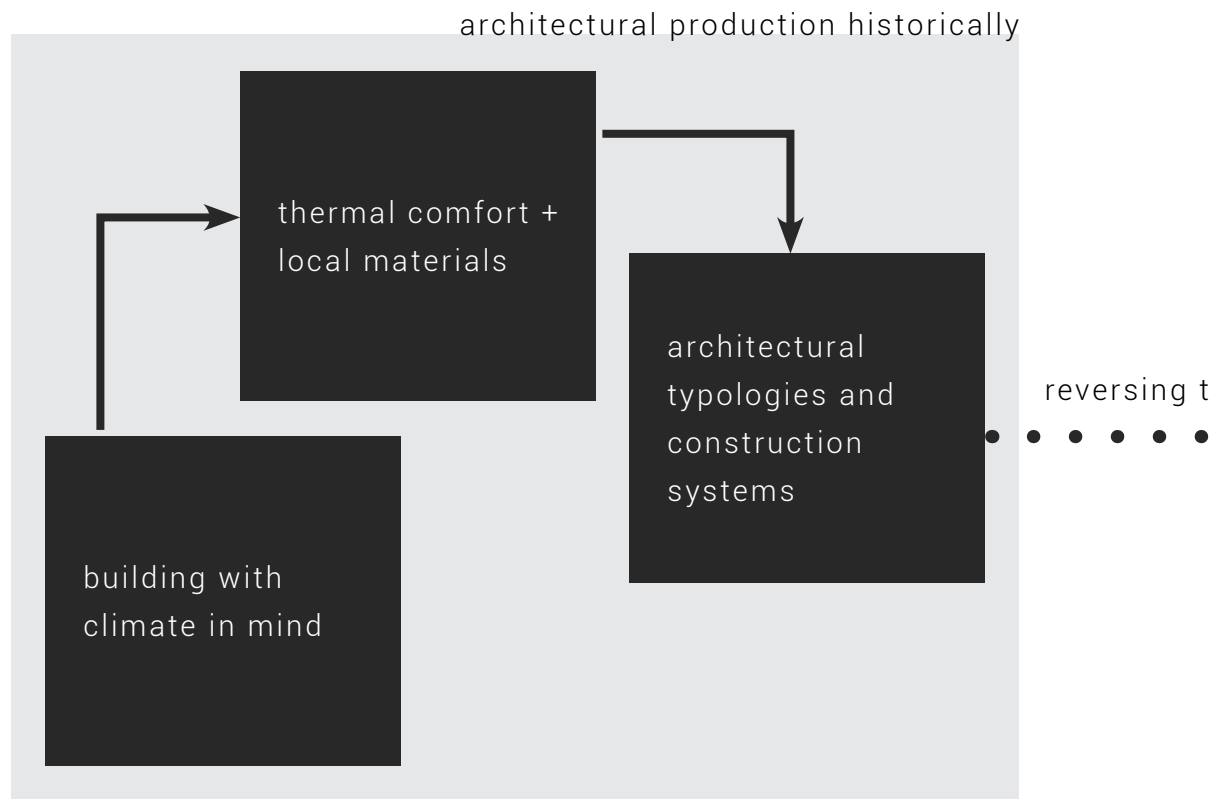 architectural production historically
thermal comfort +
local materials
architectural
typologies and
construction
systems
reversing t
building with
climate in mind